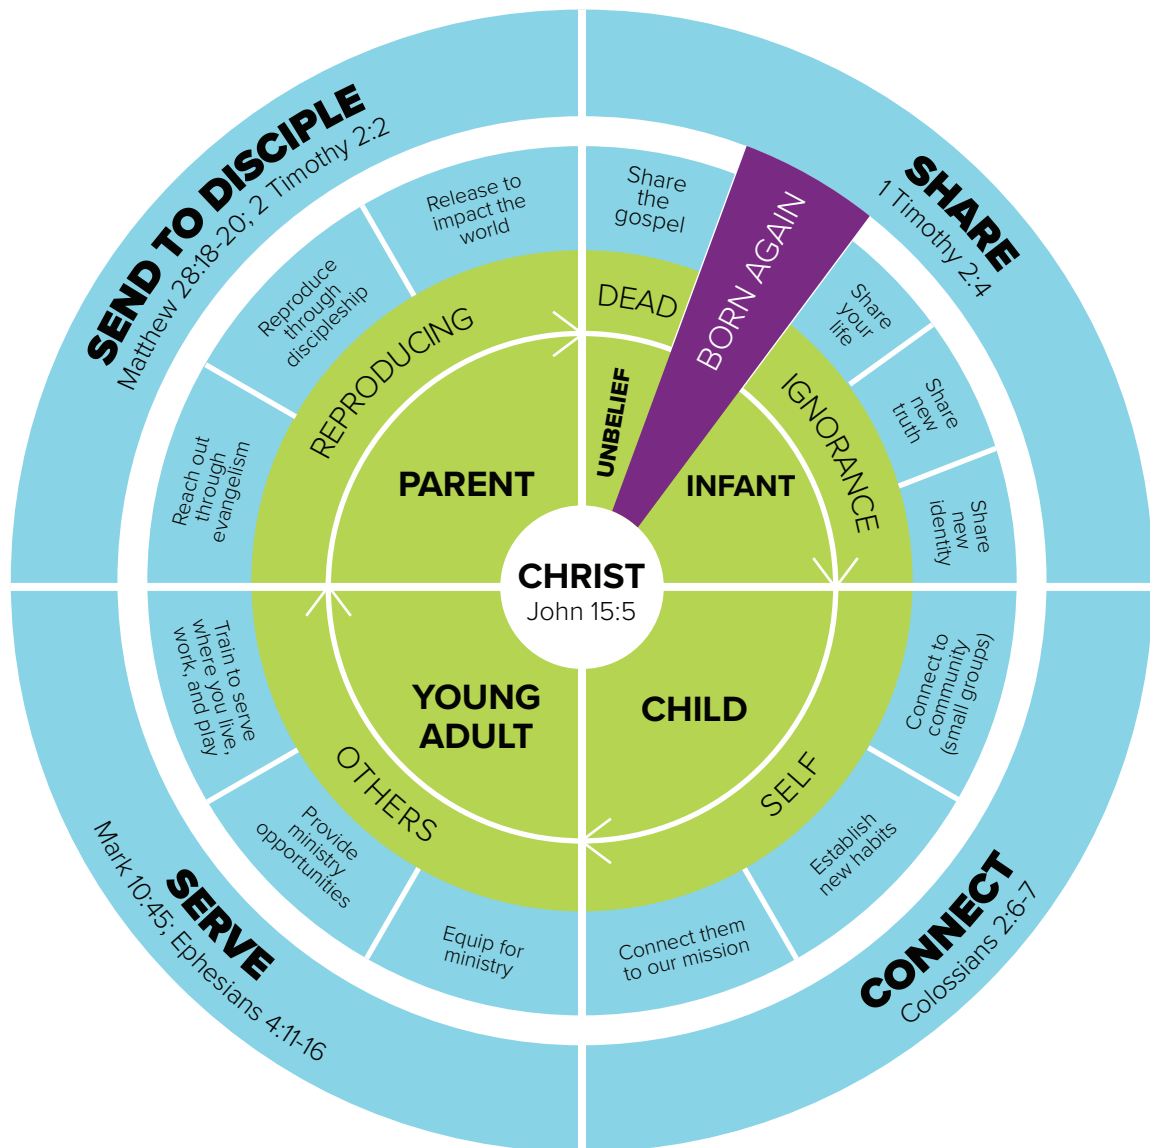 SEND TO DISCIPLE
Matthew 28:18-20; 2 Timothy 2:2
SHARE
1 Timothy 2:4
Release to
impact the
world
Reproduce
through
discipleship
Reach out
through
evangelism
Share
the
gospel
BORN AGAIN
Share
your
life
Share
new
truth
Share
new
identity
REPRODUCING
DEAD
IGNORANCE
PARENT
UNBELIEF
INFANT
CHRIST
John 15:5
YOUNG
ADULT
CHILD
OTHERS
SELF
Train to serve
where you live,
work, and play
Provide
ministry
opportunities
Equip for
ministry
Connect to
community
(small groups)
Establish
new habits
Connect them
to our mission
SERVE
Mark 10:45; Ephesians 4:11-16
CONNECT
Colossians 2:6-7